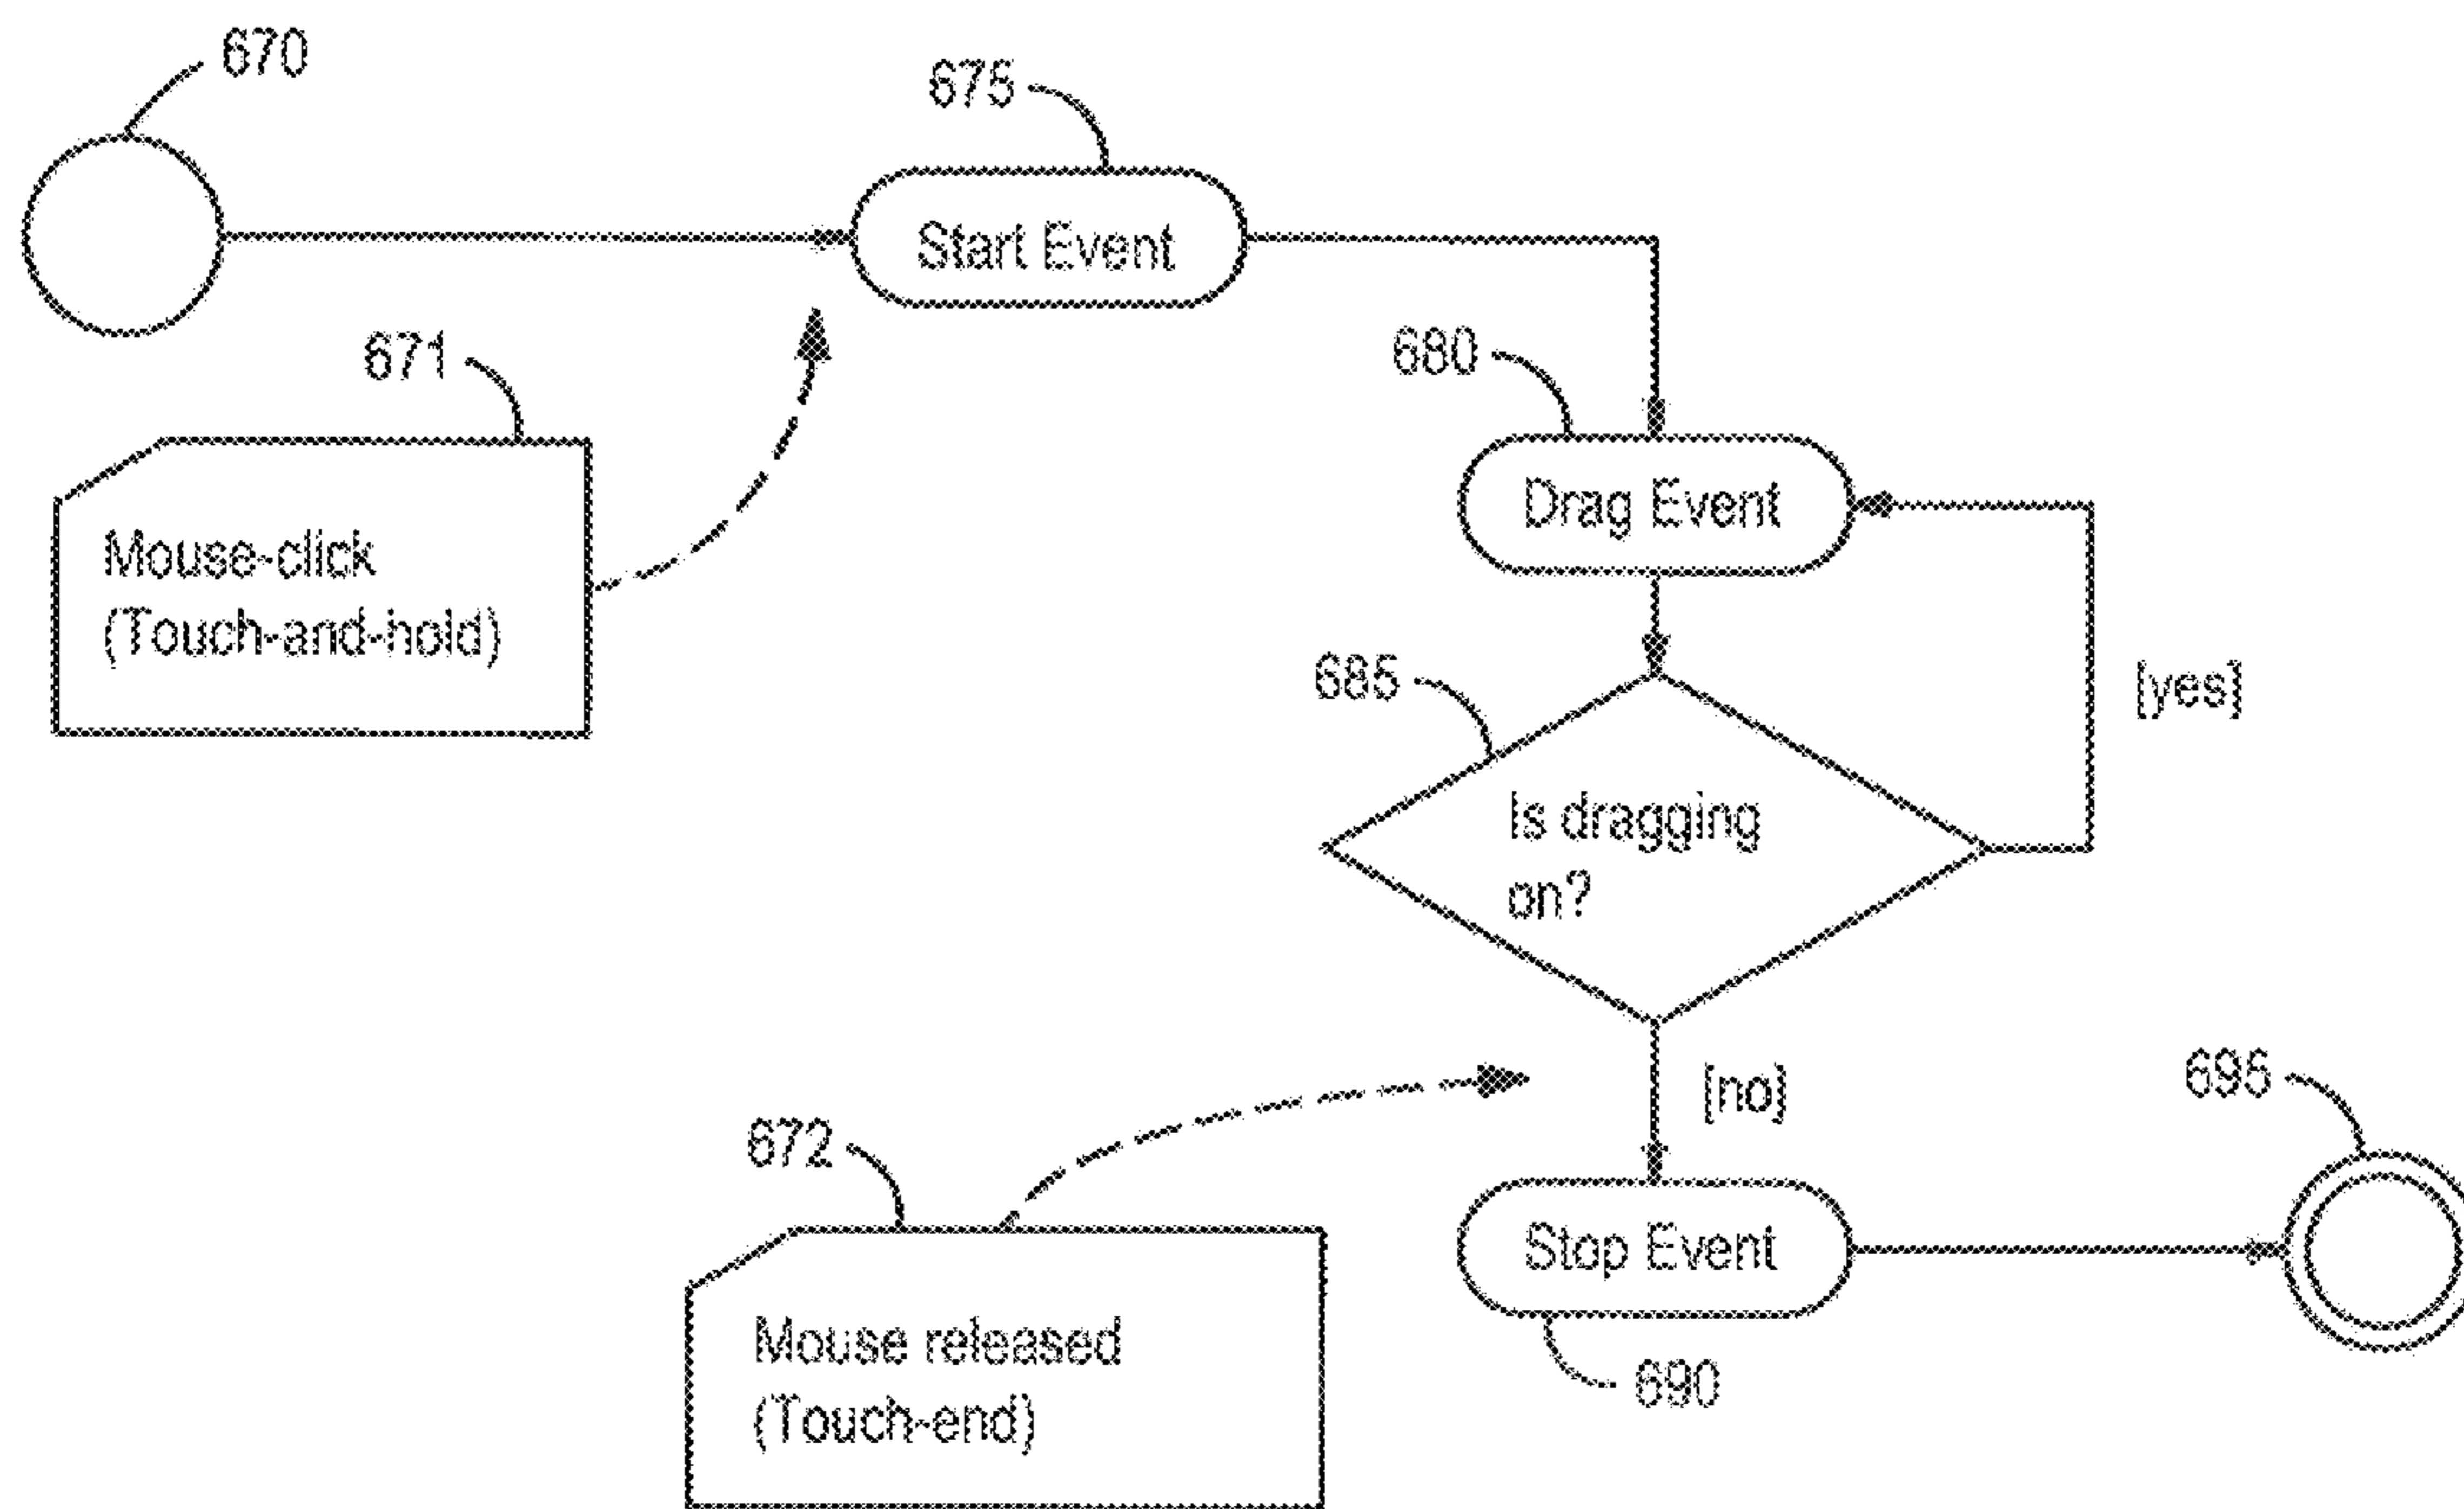 670
675
Start Event
671
680
Mouse-click
(Touch-and-hold)
Drag Event
685
[yes]
Is dragging
on?
[no]
695
672
Stop Event
Mouse released
(Touch-end)
690